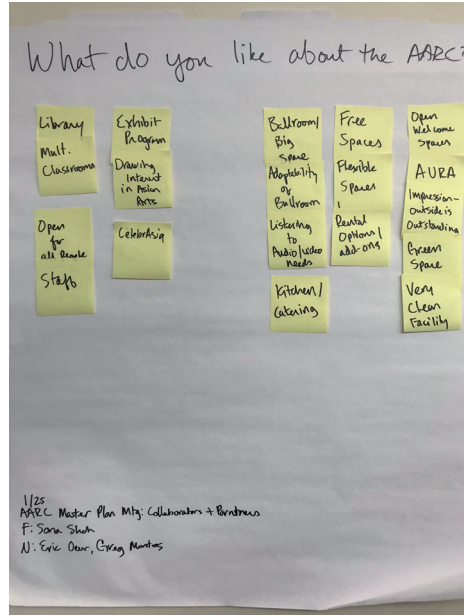 What do you like about the AARC?
Library
Mult.
Classrooms
Open
for
all People
Staff
Exhibit
Program
Drawing
Interest
in Asian
Arts
CelebrAsia
Ballroom/
Big
Space
Adaptability
of
Ballroom
Listening
to
Audio/video
needs
Kitchen/
Catering
Free
Spaces
Flexible
Spaces
Rental
Options/
add-ons
Open
Welcome
Spaces
AURA
Impression-
outside is
Outstanding
Green
Space
Very
Clean
Facility
1/25
AARC Master Plan Mtg: Collaborators + Parntners
F: Sona Shah
N: Eric Greg